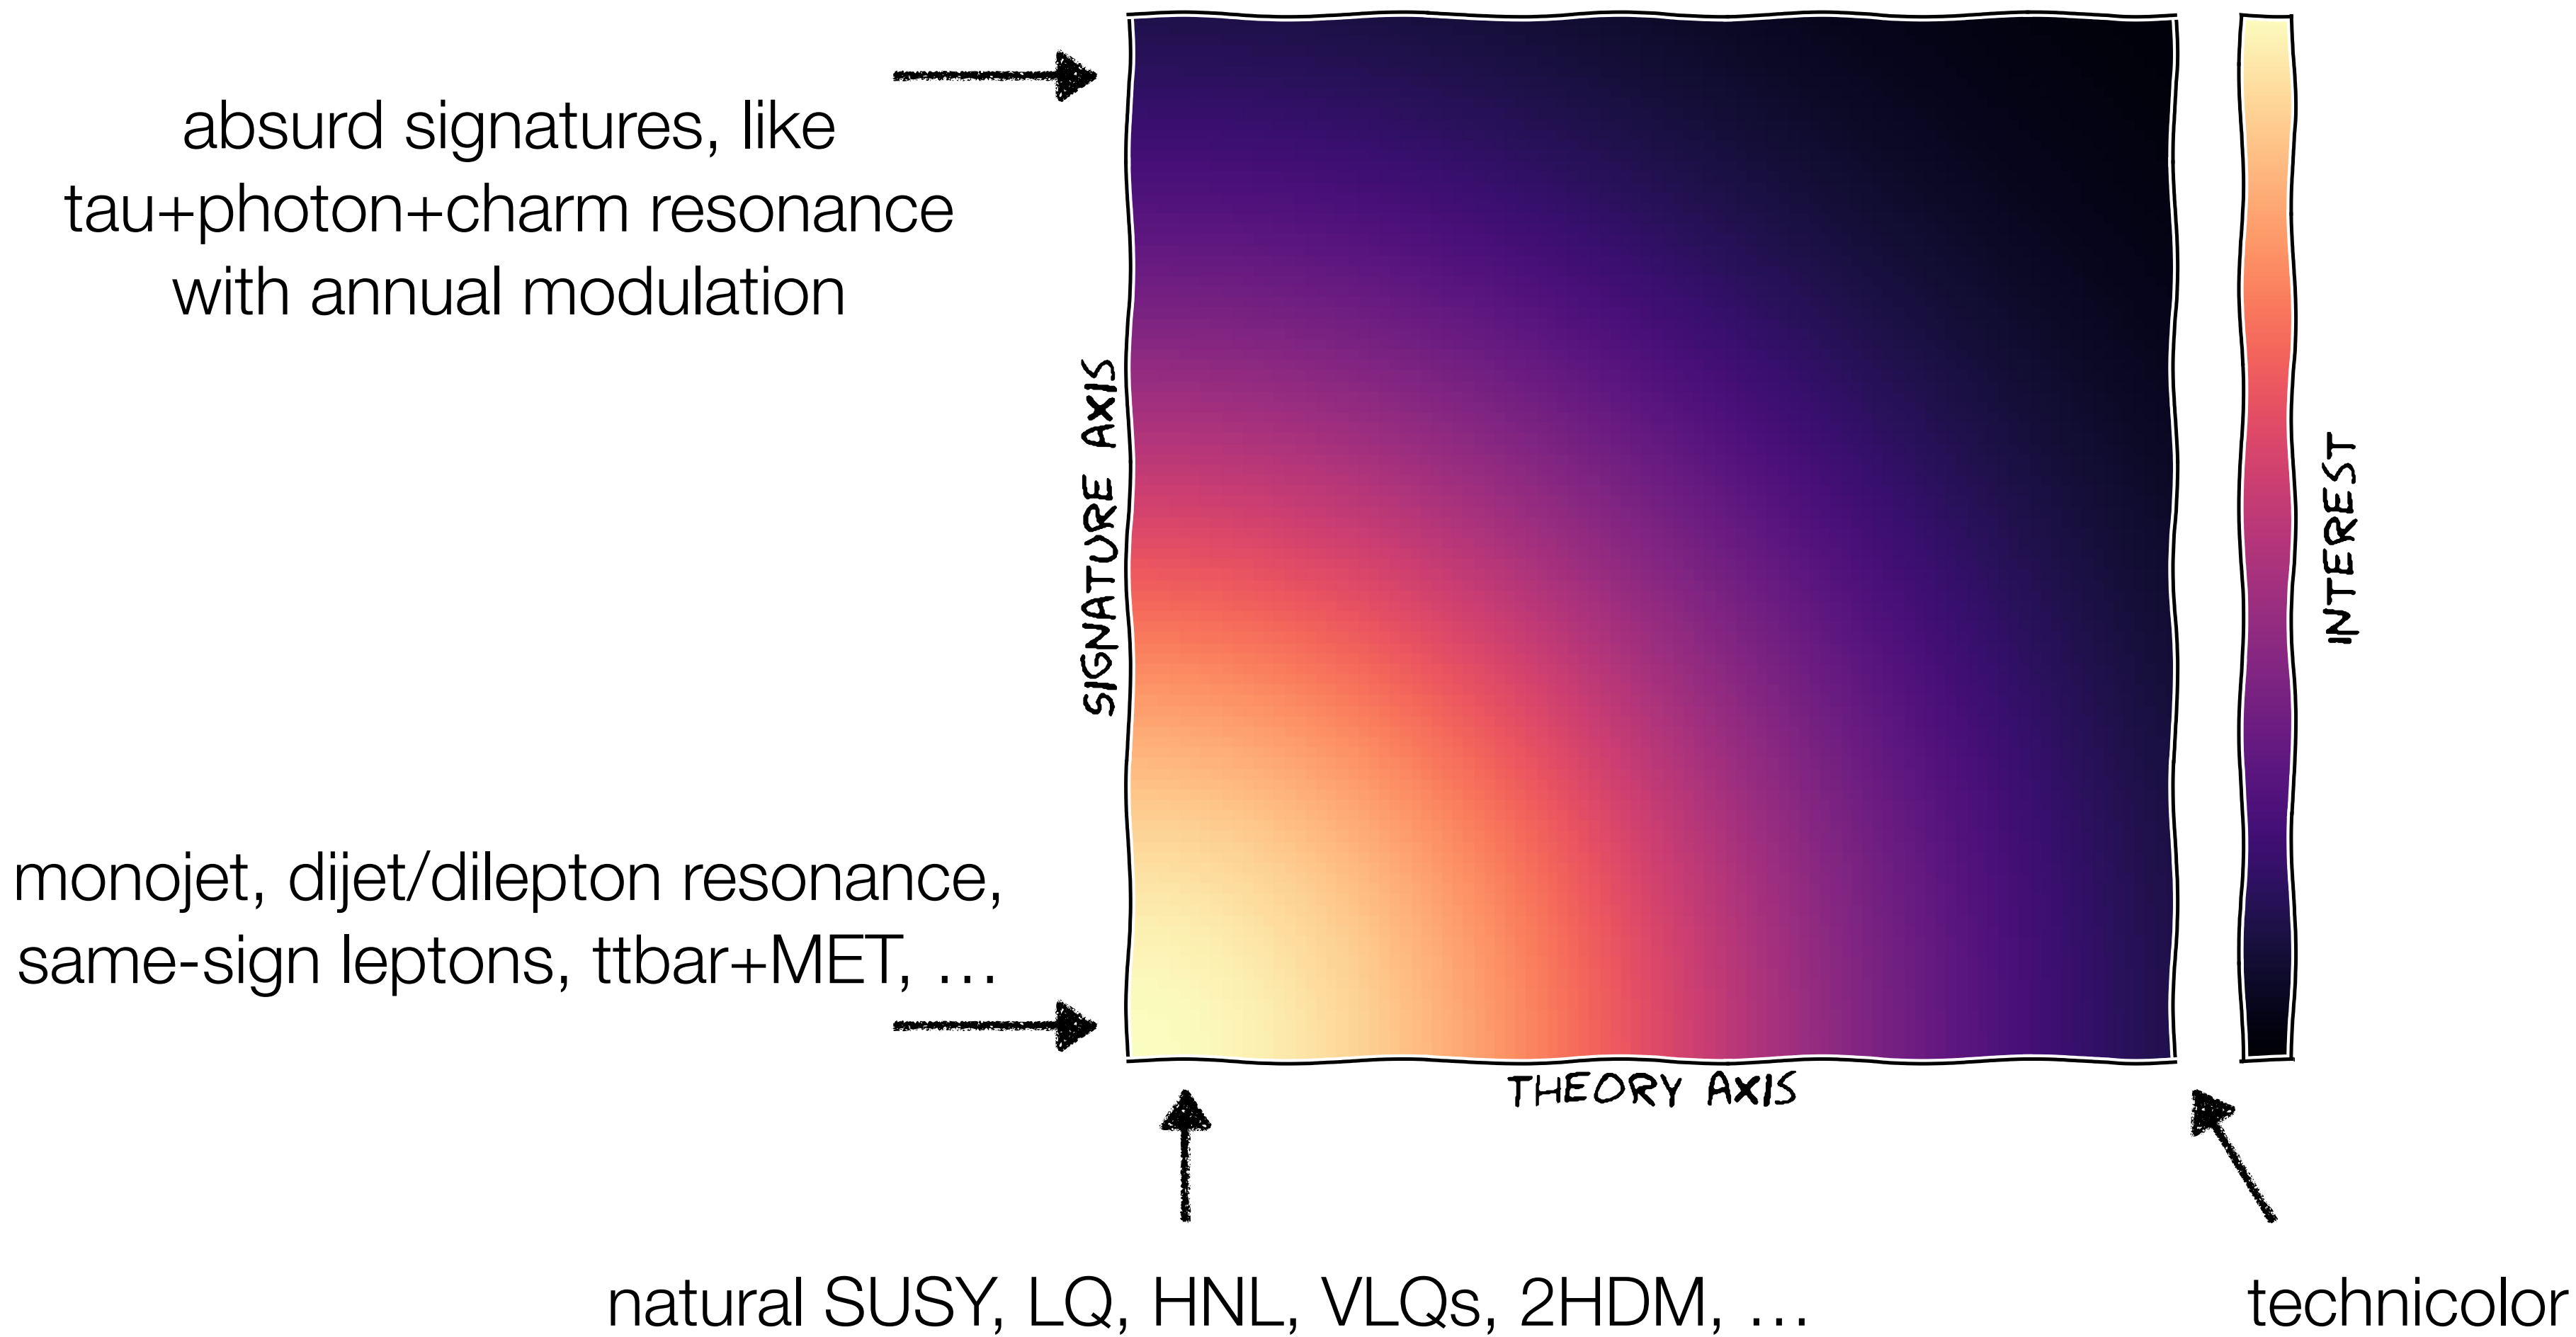 absurd signatures, like
tau+photon+charm resonance
with annual modulation
SIGNATURE AXIS
INTEREST
monojet, dijet/dilepton resonance,
same-sign leptons, ttbar+MET, …
THEORY AXIS
natural SUSY, LQ, HNL, VLQs, 2HDM, …
technicolor